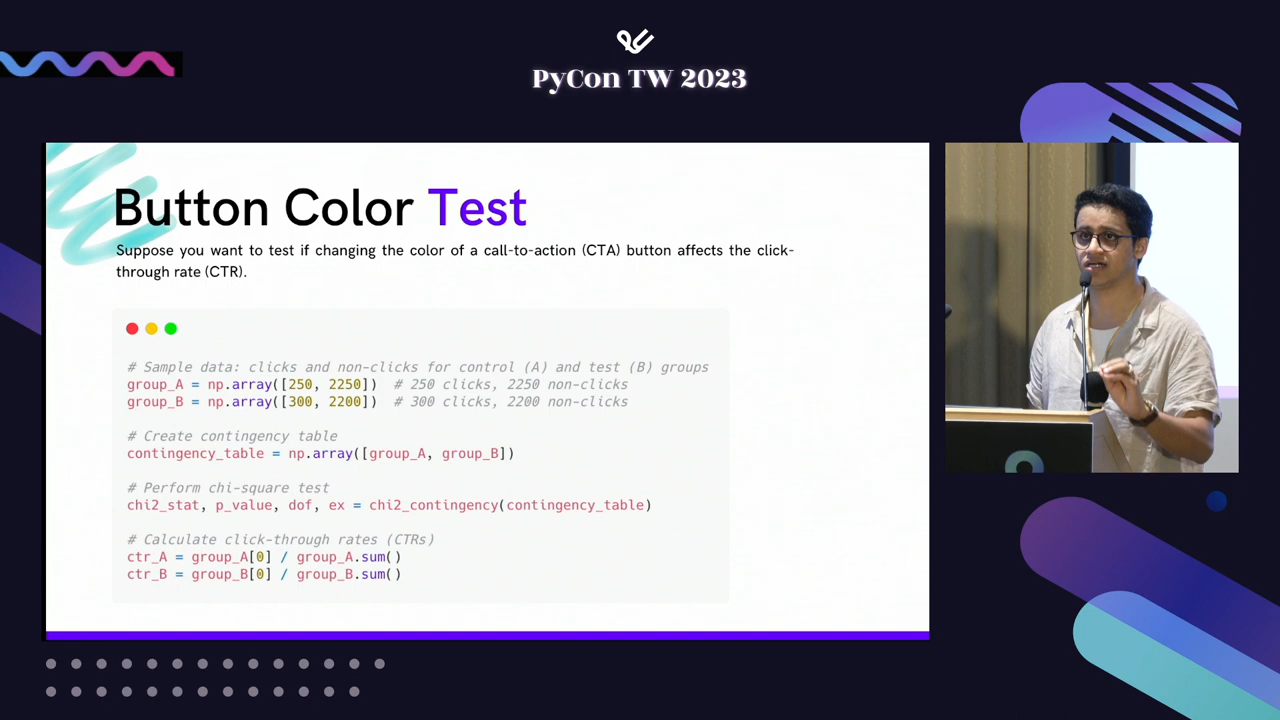 PyCon TW 2023
Button Color Test
Suppose you want to test if changing the color of a call-to-action (CTA) button affects the click-
through rate (CTR).
# Sample data: clicks and non-clicks for control (A) and test (B) groups
group_A = np.array([250, 2250])  # 250 clicks, 2250 non-clicks
group_B = np.array([300, 2200])  # 300 clicks, 2200 non-clicks
# Create contingency table
contingency_table = np.array([group_A, group_B])
# Perform chi-square test
chi2_stat, p_value, dof, ex = chi2_contingency(contingency_table)
# Calculate click-through rates (CTRs)
ctr_A = group_A[0] / group_A.sum()
ctr_B = group_B[0] / group_B.sum()